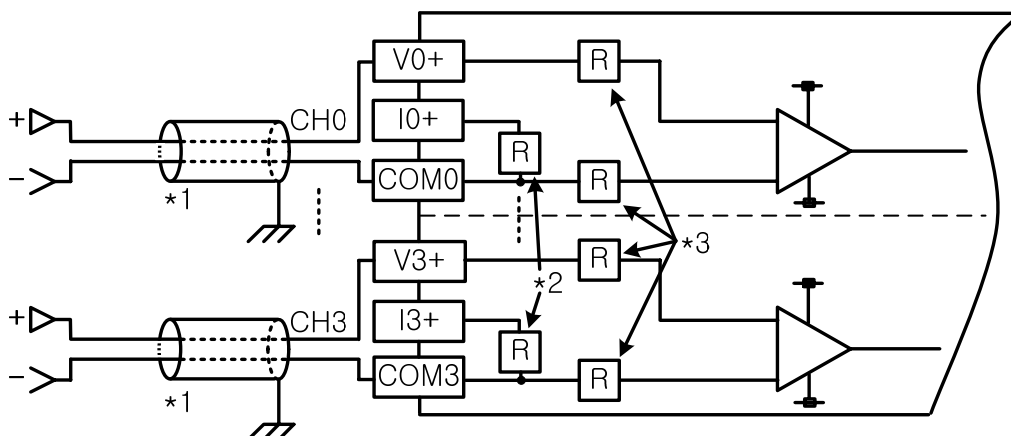 V0+
R
+
CH0
I0+
R
-
COM0
R
*1
V3+
R
*3
*2
+
CH3
I3+
R
-
COM3
R
*1